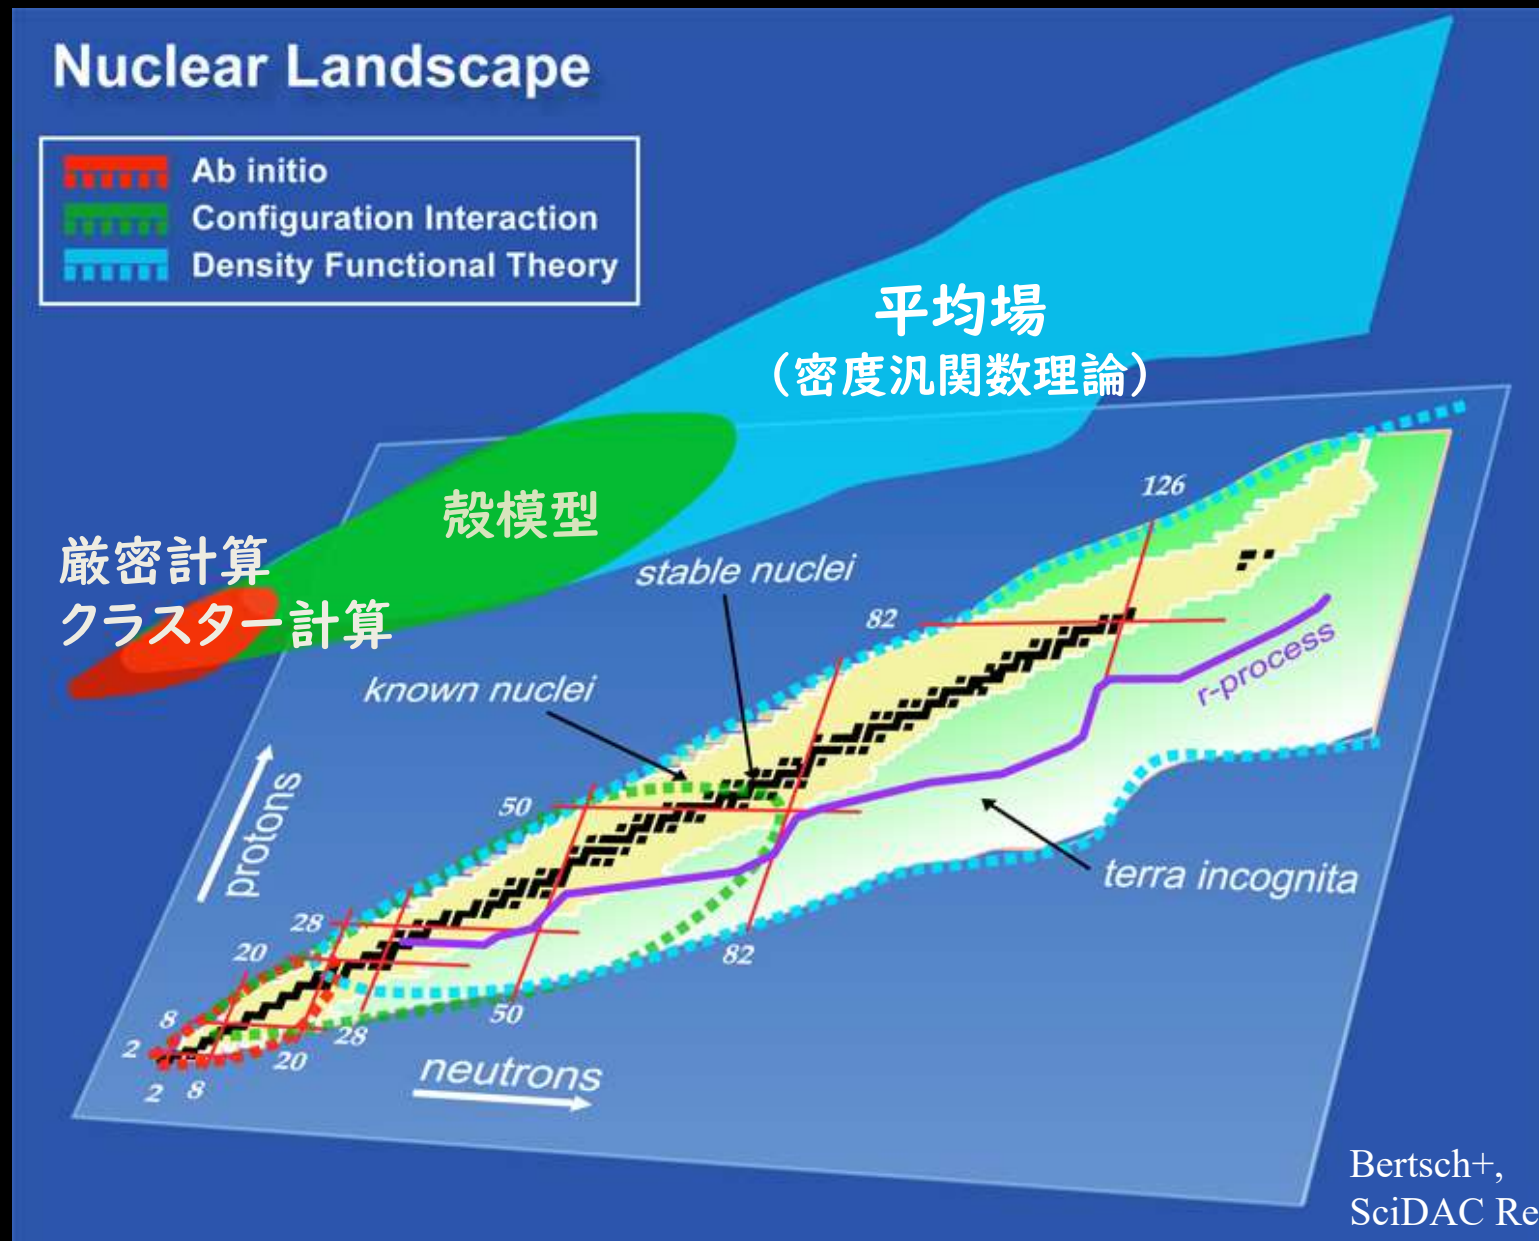 Nuclear Landscape
Ab initio
Configuration Interaction
Density Functional Theory
平均場
（密度汎関数理論）
殻模型
厳密計算
クラスター計算
stable nuclei
known nuclei
126
82
r-process
50
protons
terra incognita
28
20
82
8
50
2
28
20
2
8
neutrons
Bertsch+,
SciDAC Re